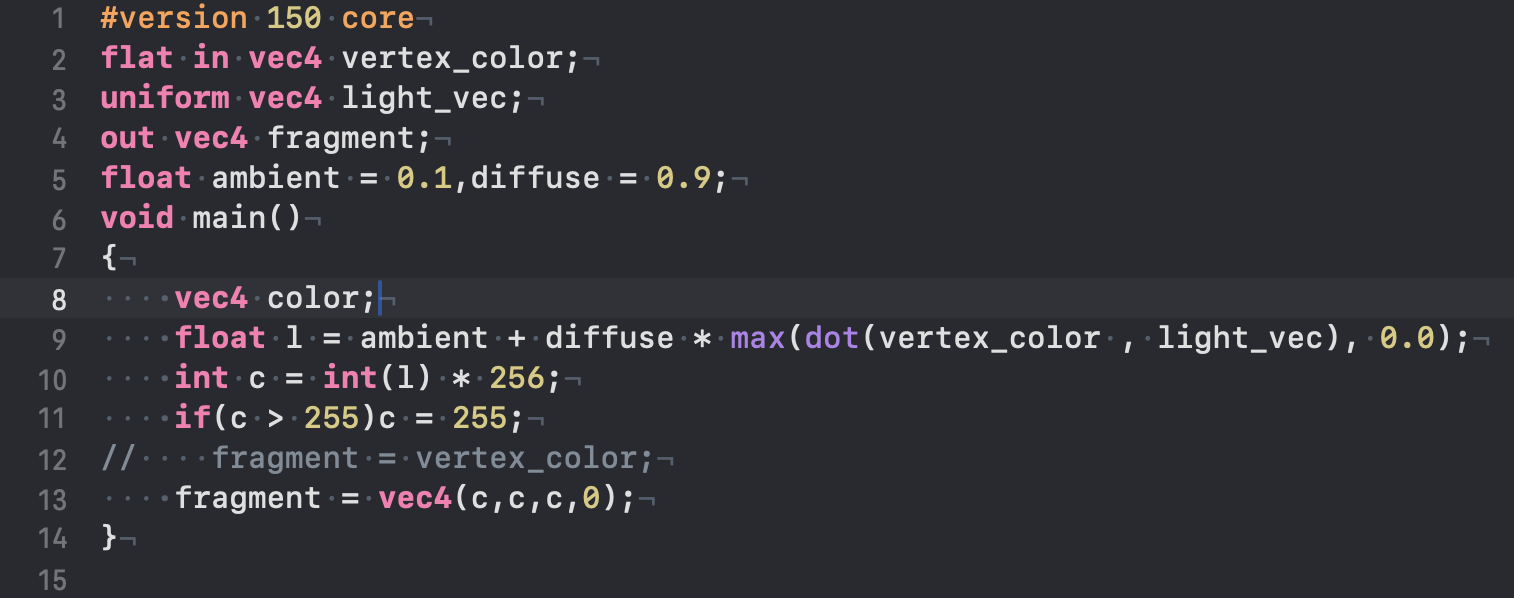 1 #version 150 core¬
2 flat in vec4 vertex_color;¬
3 uniform vec4 light_vec;¬
4 out vec4 fragment;¬
5 float ambient = 0.1,diffuse = 0.9;¬
6 void main()¬
7 {¬
8 ····vec4 color;¬
9 ····float l = ambient + diffuse * max(dot(vertex_color , light_vec), 0.0);¬
10 ····int c = int(l) * 256;¬
11 ····if(c > 255)c = 255;¬
12 //····fragment = vertex_color;¬
13 ····fragment = vec4(c,c,c,0);¬
14 }¬
15